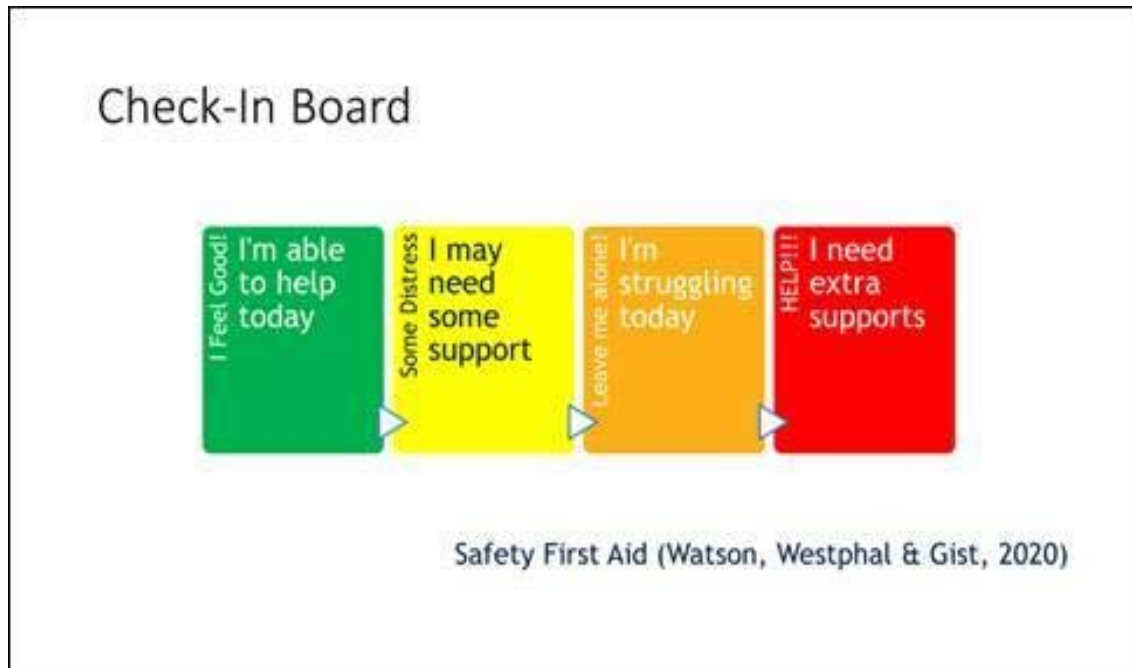 Check-In Board
I Feel Good!
I'm able
to help
today
Some Distress
I may
need
some
support
Leave me alone!
I'm
struggling
today
HELP!!!
I need
extra
supports
Safety First Aid (Watson, Westphal & Gist, 2020)